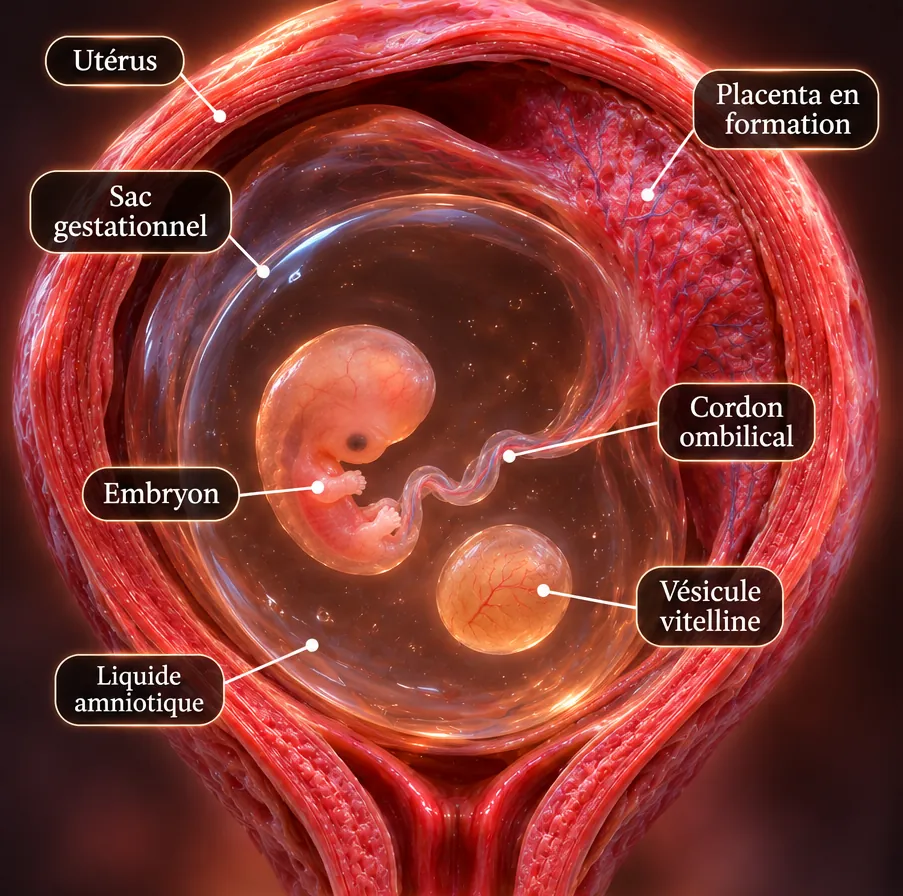 Utérus
Placenta en
formation
Sac
gestationnel
Cordon
ombilical
Embryon
Vésicule
vitelline
Liquide
amniotique